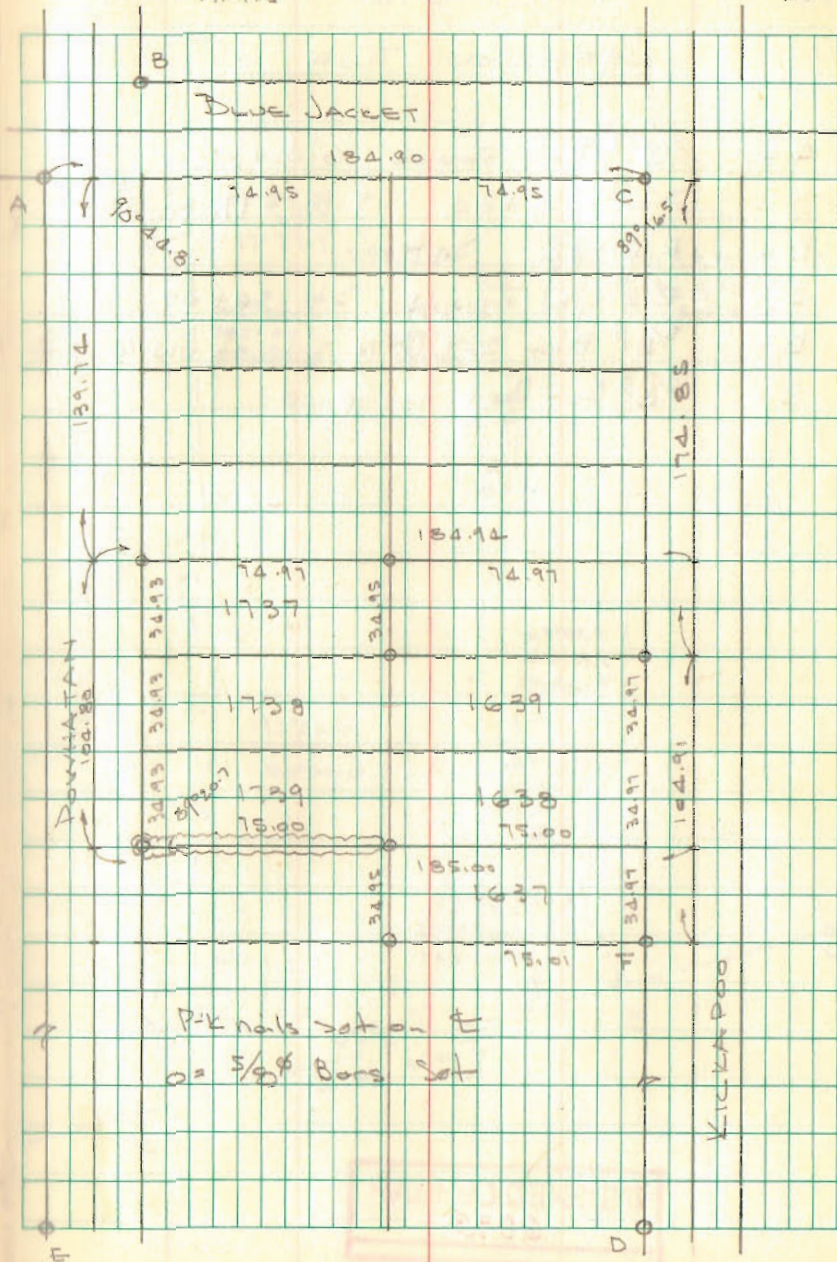 B
BLUE JACKET
184.90
A
74.95
74.95
C
90° 44.8
89° 16.5'
139.74
174.85
184.94
74.97
74.97
34.93
1737
34.95
POWHATAN
104.80
34.93
1738
1639
34.97
34.93
89°20.7
1739
1638
34.97
104.91
75.00
75.00
185.00
34.95
1637
34.97
75.01
F
P-K nails set on ℄
o = 5/8" Bars Set
KICKAPOO
E
D